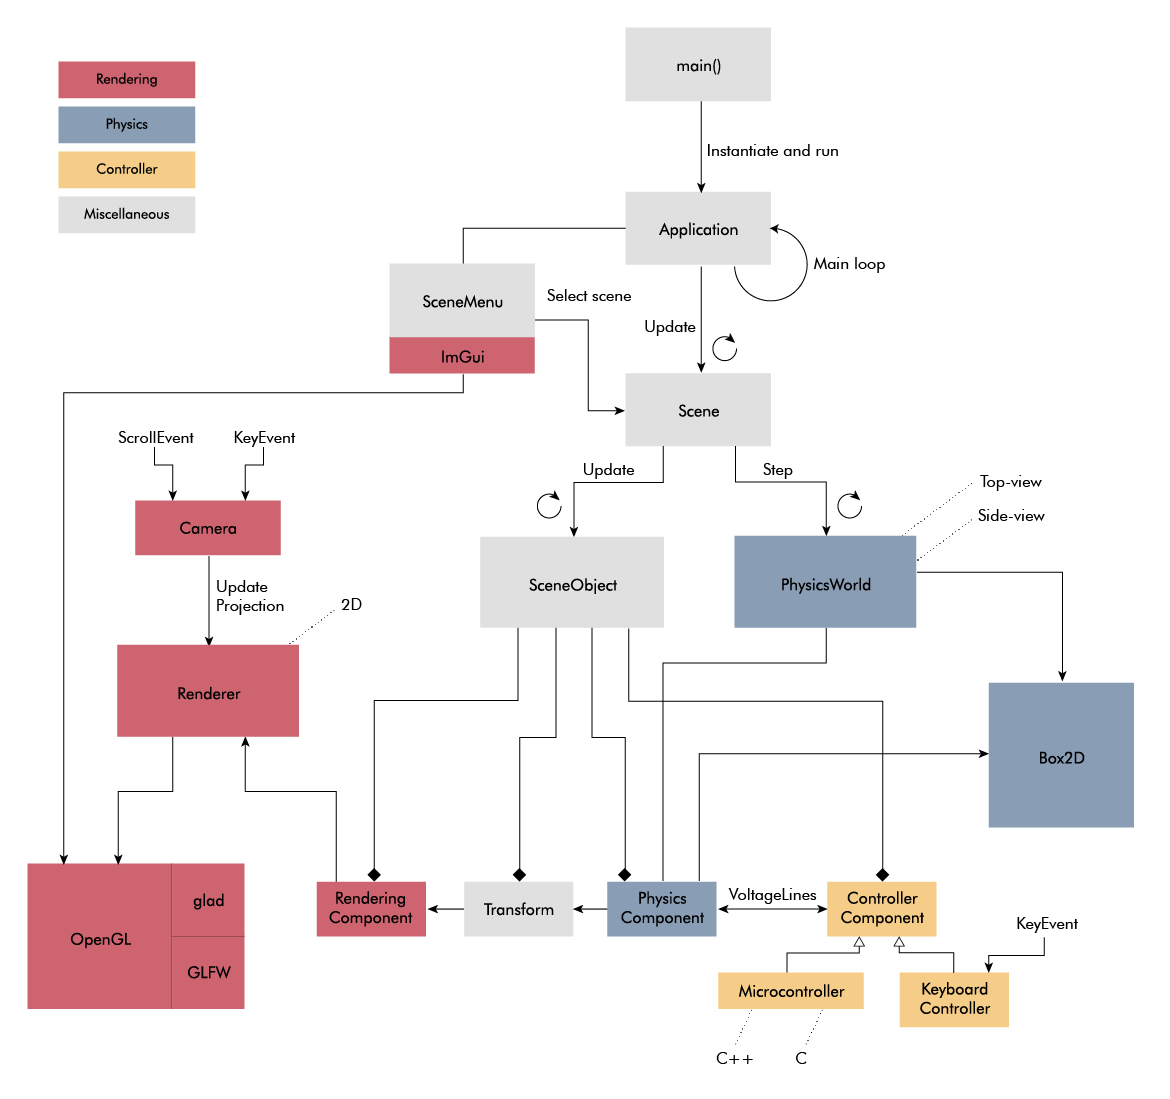 main()
Rendering
Physics
Controller
Miscellaneous
Instantiate and run
Application
Main loop
SceneMenu
Select scene
Update
ImGui
Scene
ScrollEvent
KeyEvent
Update
Step
Top-view
Side-view
Camera
SceneObject
PhysicsWorld
Update
Projection
2D
Renderer
Box2D
glad
OpenGL
GLFW
Rendering
Component
Transform
Physics
Component
VoltageLines
Controller
Component
KeyEvent
Microcontroller
Keyboard
Controller
C++
C